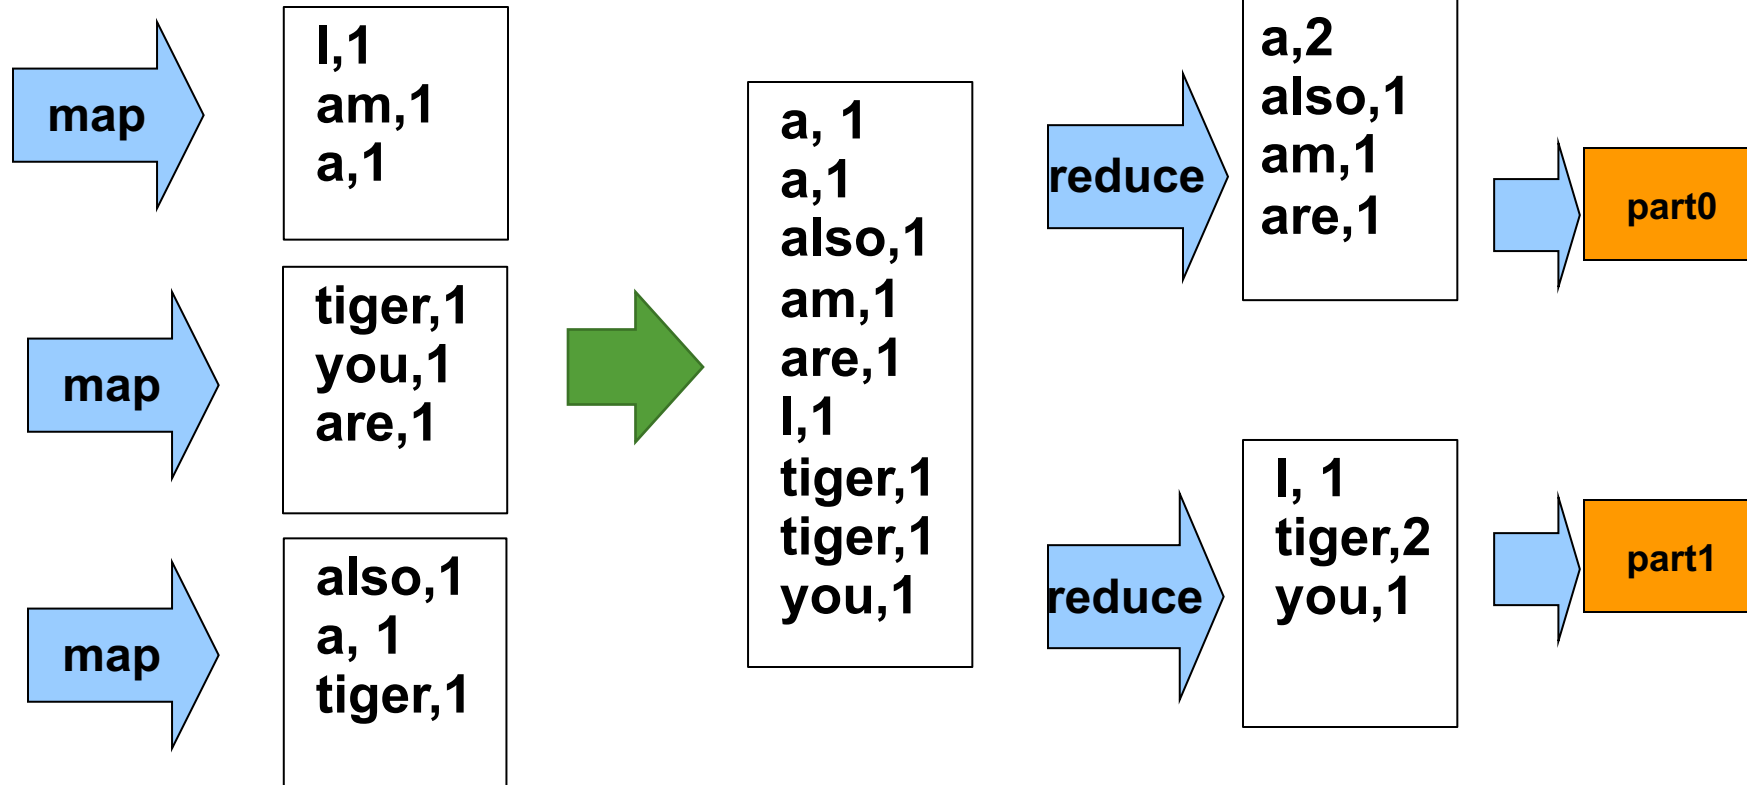 map
I,1
am,1
a,1
map
tiger,1
you,1
are,1
map
also,1
a, 1
tiger,1
a, 1
a,1
also,1
am,1
are,1
I,1
tiger,1
tiger,1
you,1
reduce
a,2
also,1
am,1
are,1
part0
reduce
I, 1
tiger,2
you,1
part1